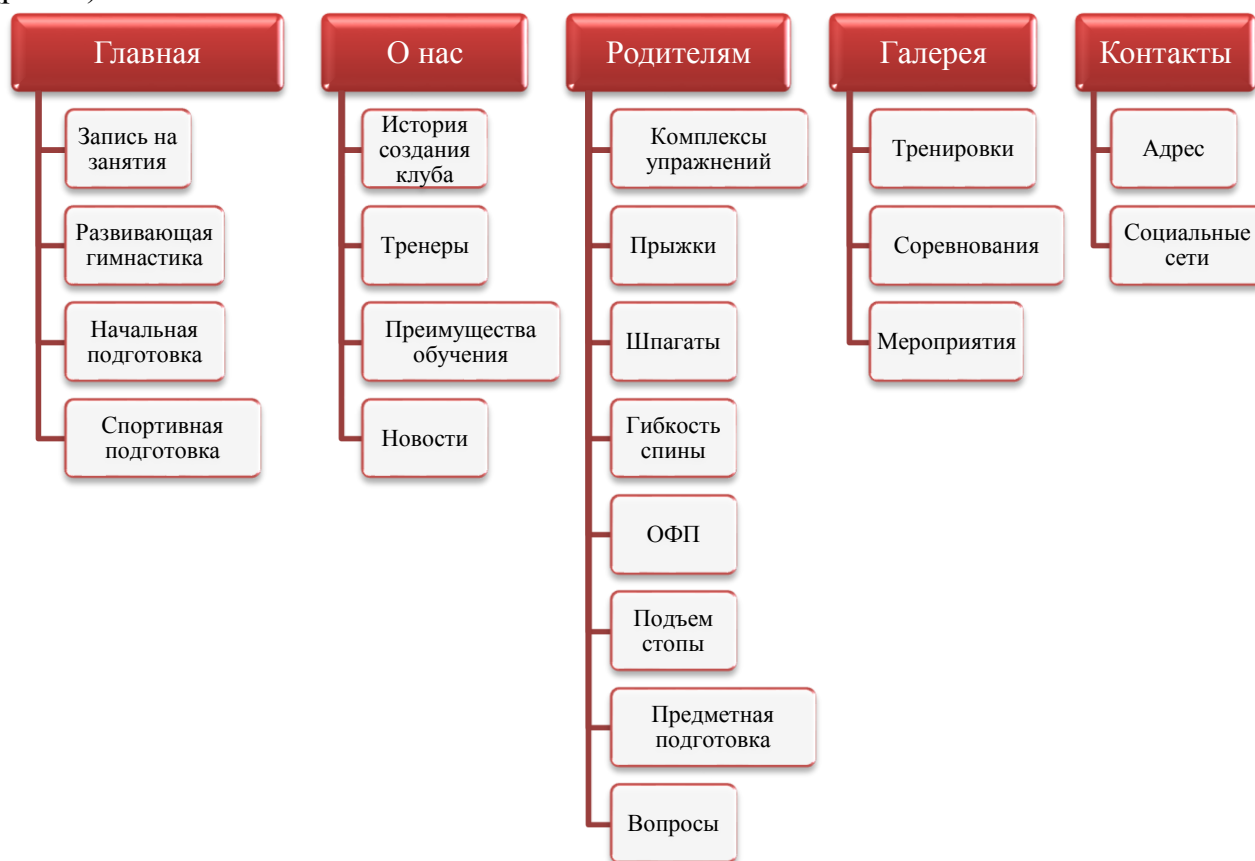 Главная
Запись на
занятия
Развивающая
гимнастика
Начальная
подготовка
Спортивная
подготовка
О нас
История
создания
клуба
Тренеры
Преимущества
обучения
Новости
Родителям
Комплексы
упражнений
Прыжки
Шпагаты
Гибкость
спины
ОФП
Подъем
стопы
Предметная
подготовка
Вопросы
Галерея
Тренировки
Соревнования
Мероприятия
Контакты
Адрес
Социальные
сети